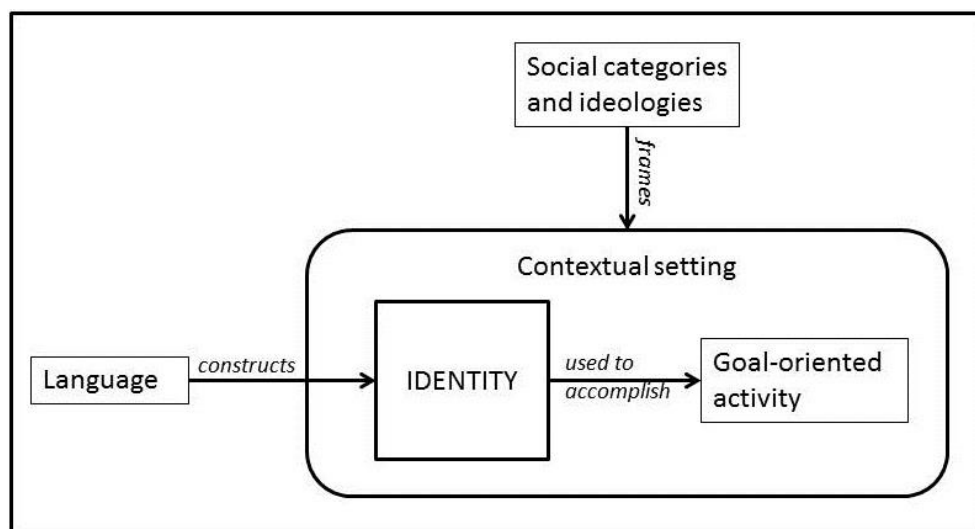 Social categories
and ideologies
frames
Contextual setting
Language
constructs
IDENTITY
used to
accomplish
Goal-oriented
activity